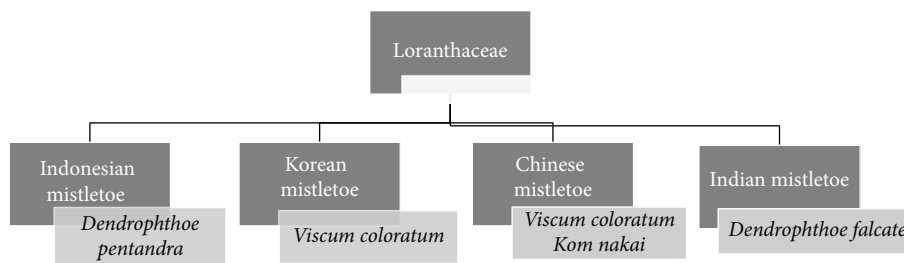 Loranthaceae
Indonesian
mistletoe
Dendrophthoe
pentandra
Korean
mistletoe
Viscum coloratum
Chinese
mistletoe
Viscum coloratum
Kom nakai
Indian mistletoe
Dendrophthoe falcate